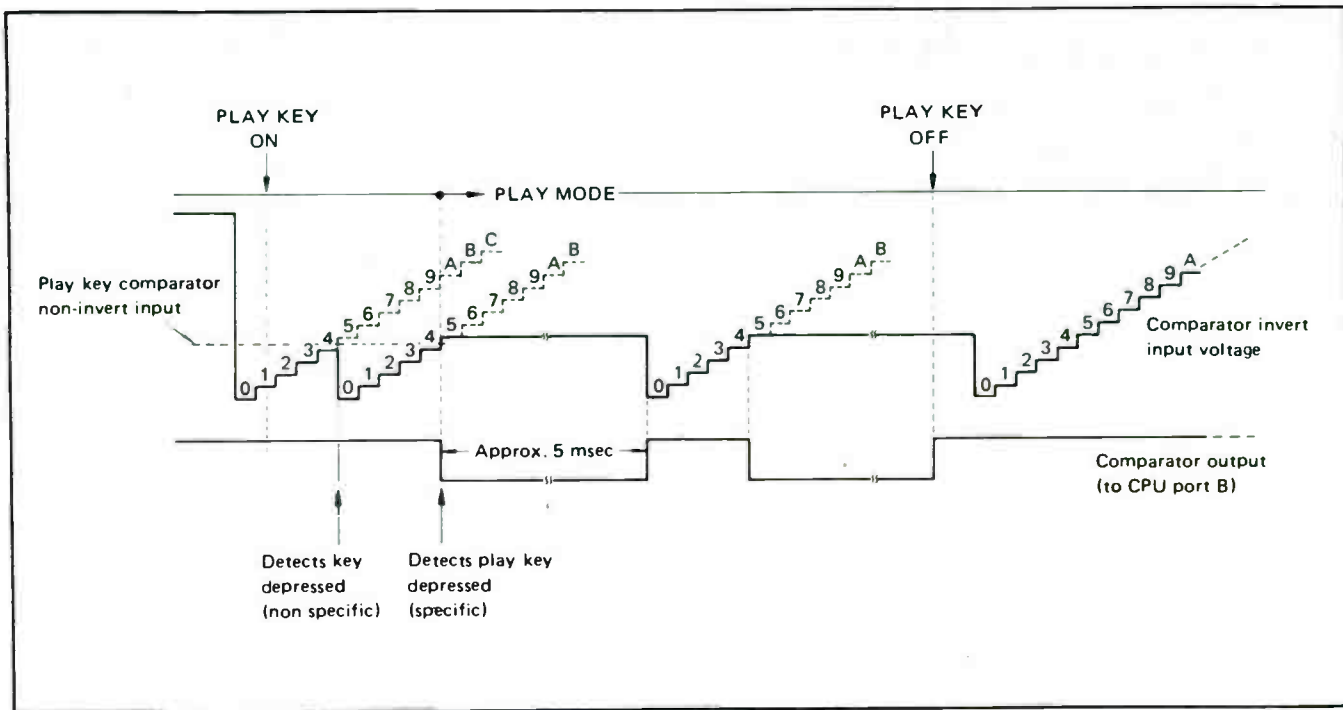 PLAY KEY
ON
PLAY KEY
OFF
PLAY MODE
Play key comparator
non-invert input
0 1 2 3 4 5 6 7 8 9 A B C
0 1 2 3 4 5 6 7 8 9 A B
0 1 2 3 4 5 6 7 8 9 A B
0 1 2 3 4 5 6 7 8 9 A
Comparator invert
input voltage
Approx. 5 msec
Comparator output
(to CPU port B)
Detects key
depressed
(non specific)
Detects play key
depressed
(specific)